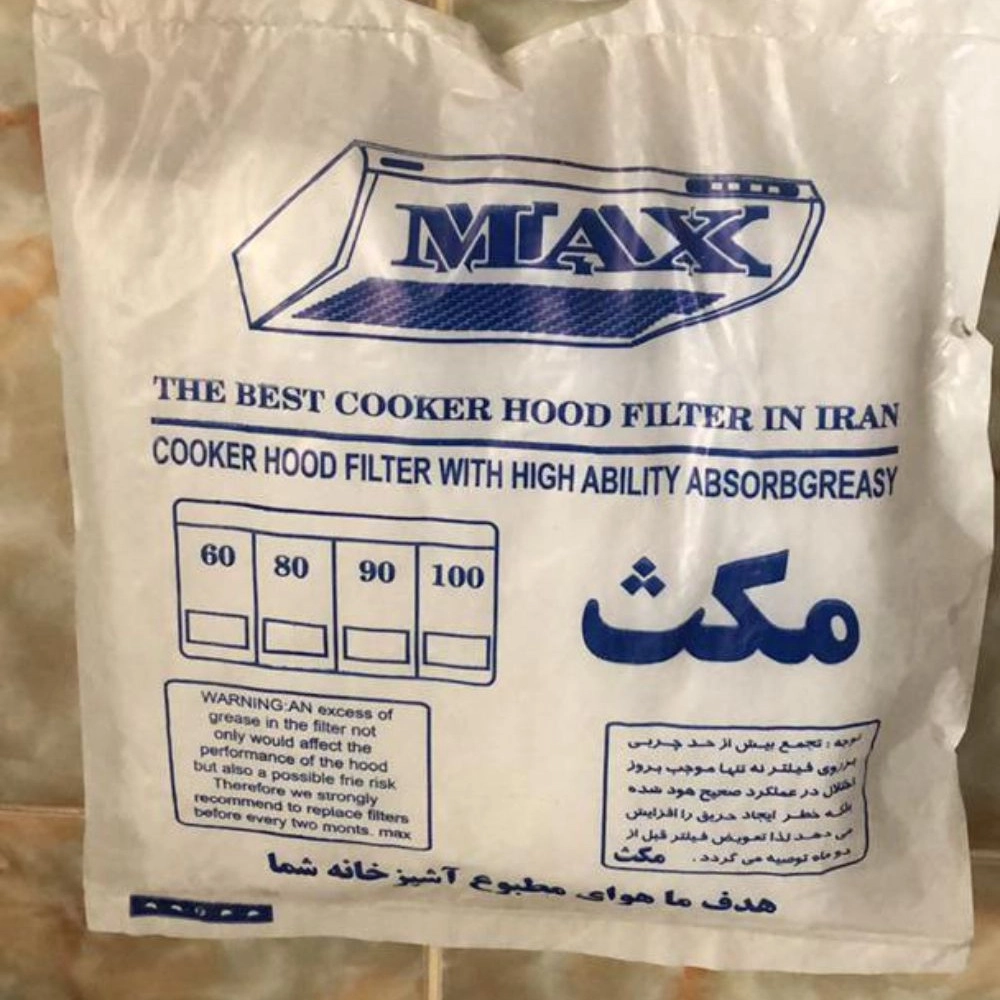 MAX
THE BEST COOKER HOOD FILTER IN IRAN
COOKER HOOD FILTER WITH HIGH ABILITY ABSORBGREASY
60 80 90 100
مکث
WARNING:AN excess of
grease in the filter not
only would affect the
performance of the hood
but also a possible frie risk
Therefore we strongly
recommend to replace filters
before every two monts. max
توجه : تجمع بیش از حد چربی
برروی فیلتر نه تنها موجب بروز
اختلال در عملکرد صحیح هود شده
بلکه خطر ایجاد حریق را افزایش
می دهد لذا تعویض فیلتر قبل از
دو ماه توصیه می گردد . مکث
هدف ما هوای مطبوع آشپزخانه شما